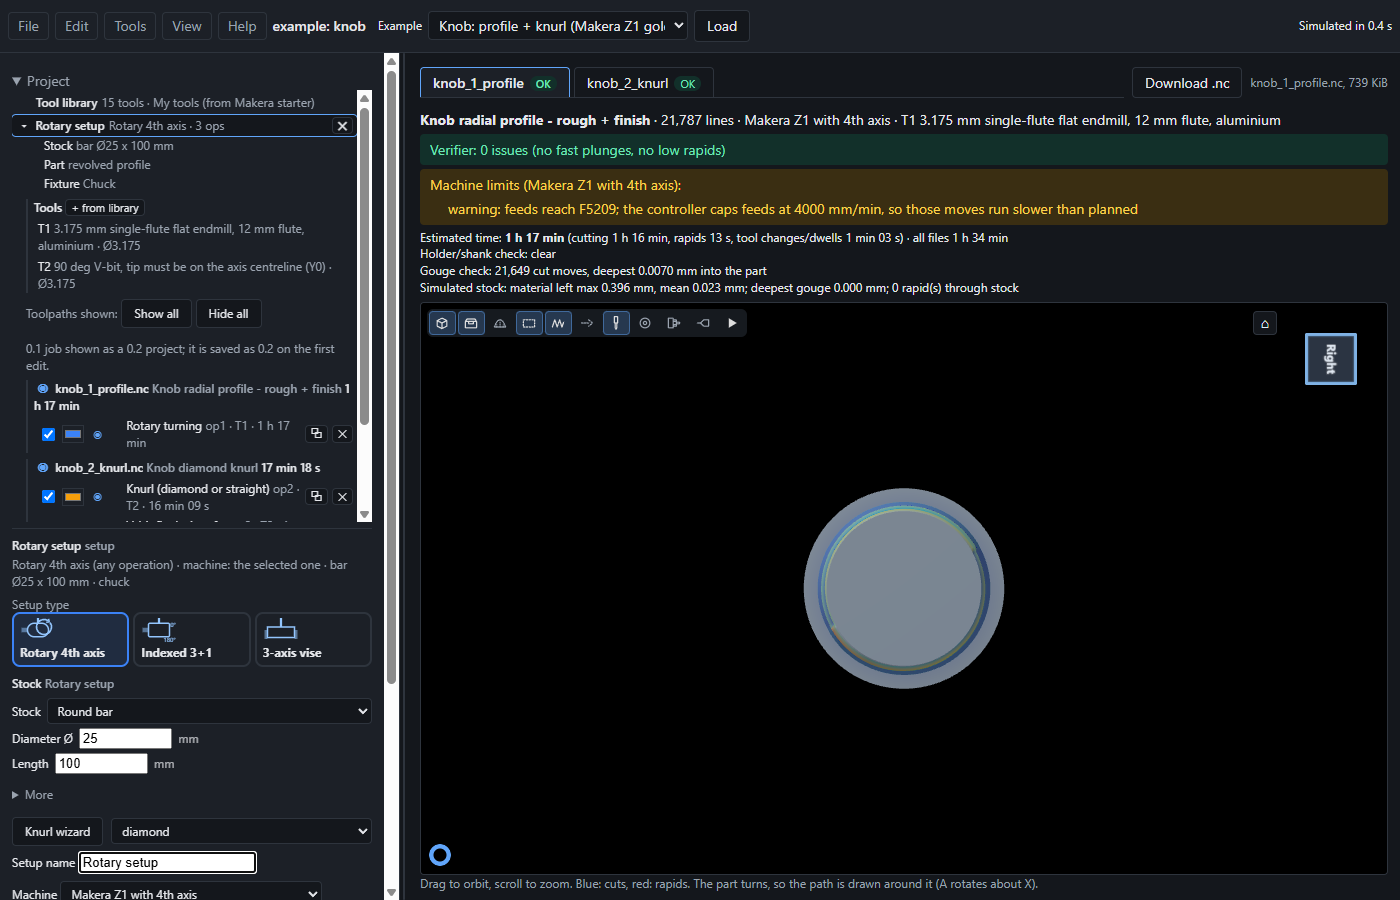 File Edit Tools View Help example: knob Example Knob: profile + knurl (Makera Z1 gol Load Simulated in 0.4 s
Project
Tool library 15 tools · My tools (from Makera starter)
Rotary setup Rotary 4th axis · 3 ops
Stock bar Ø25 x 100 mm
Part revolved profile
Fixture Chuck
Tools + from library
T1 3.175 mm single-flute flat endmill, 12 mm flute,
aluminium · Ø3.175
T2 90 deg V-bit, tip must be on the axis centreline (Y0) ·
Ø3.175
Toolpaths shown: Show all Hide all
0.1 job shown as a 0.2 project; it is saved as 0.2 on the first
edit.
knob_1_profile.nc Knob radial profile - rough + finish 1
h 17 min
Rotary turning op1 · T1 · 1 h 17
min
knob_2_knurl.nc Knob diamond knurl 17 min 18 s
Knurl (diamond or straight) op2 ·
T2 · 16 min 09 s
Rotary setup setup
Rotary 4th axis (any operation) · machine: the selected one · bar
Ø25 x 100 mm · chuck
Setup type
Rotary 4th axis Indexed 3+1 3-axis vise
Stock Rotary setup
Stock Round bar
Diameter Ø 25 mm
Length 100 mm
More
Knurl wizard diamond
Setup name Rotary setup
Machine Makera Z1 with 4th axis
knob_1_profile OK knob_2_knurl OK Download .nc knob_1_profile.nc, 739 KiB
Knob radial profile - rough + finish · 21,787 lines · Makera Z1 with 4th axis · T1 3.175 mm single-flute flat endmill, 12 mm flute, aluminium
Verifier: 0 issues (no fast plunges, no low rapids)
Machine limits (Makera Z1 with 4th axis):
warning: feeds reach F5209; the controller caps feeds at 4000 mm/min, so those moves run slower than planned
Estimated time: 1 h 17 min (cutting 1 h 16 min, rapids 13 s, tool changes/dwells 1 min 03 s) · all files 1 h 34 min
Holder/shank check: clear
Gouge check: 21,649 cut moves, deepest 0.0070 mm into the part
Simulated stock: material left max 0.396 mm, mean 0.023 mm; deepest gouge 0.000 mm; 0 rapid(s) through stock
Right
Drag to orbit, scroll to zoom. Blue: cuts, red: rapids. The part turns, so the path is drawn around it (A rotates about X).